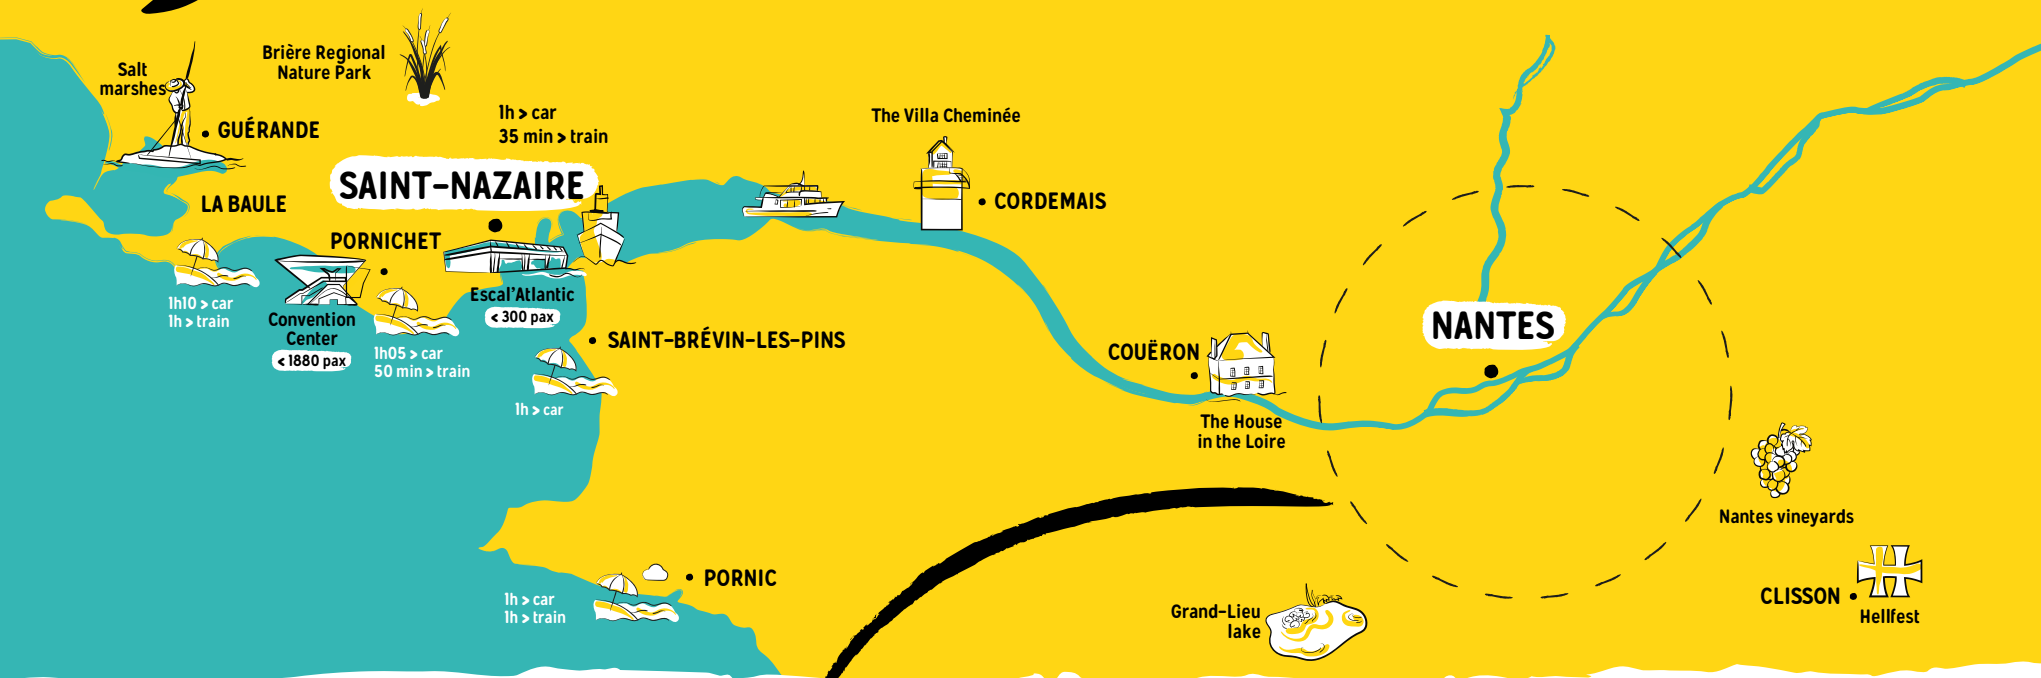 Salt
marshes
GUÉRANDE
Brière Regional
Nature Park
1h > car
35 min > train
SAINT-NAZAIRE
LA BAULE
1h10 > car
1h > train
PORNICHET
Convention
Center
< 1880 pax
1h05 > car
50 min > train
Escal'Atlantic
< 300 pax
SAINT-BRÉVIN-LES-PINS
1h > car
PORNIC
1h > car
1h > train
The Villa Cheminée
CORDEMAIS
COUËRON
The House
in the Loire
NANTES
Nantes vineyards
CLISSON
Hellfest
Grand-Lieu
lake